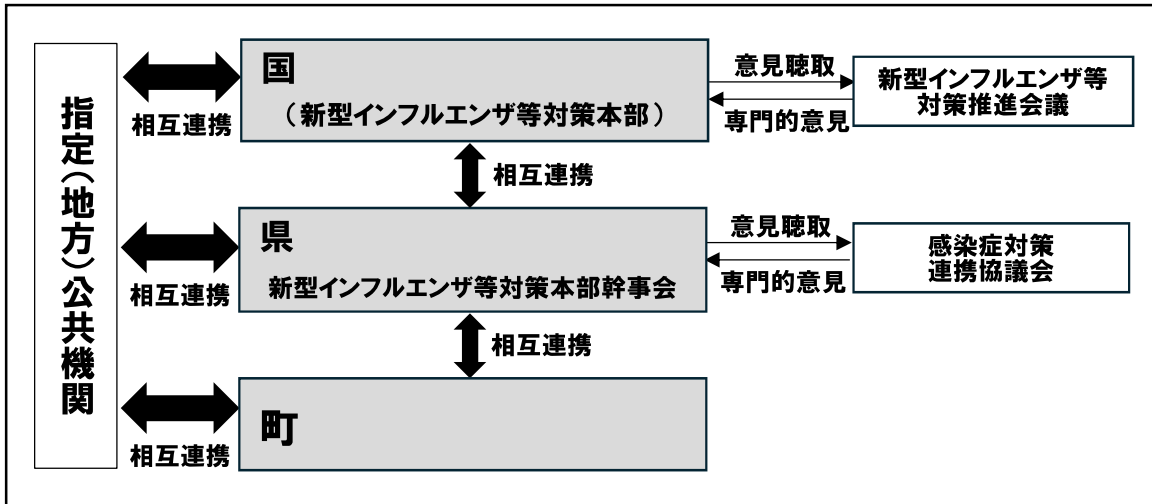 指定(地方)公共機関
相互連携
国
(新型インフルエンザ等対策本部)
意見聴取
専門的意見
新型インフルエンザ等
対策推進会議
相互連携
相互連携
県
新型インフルエンザ等対策本部幹事会
意見聴取
専門的意見
感染症対策
連携協議会
相互連携
相互連携
町